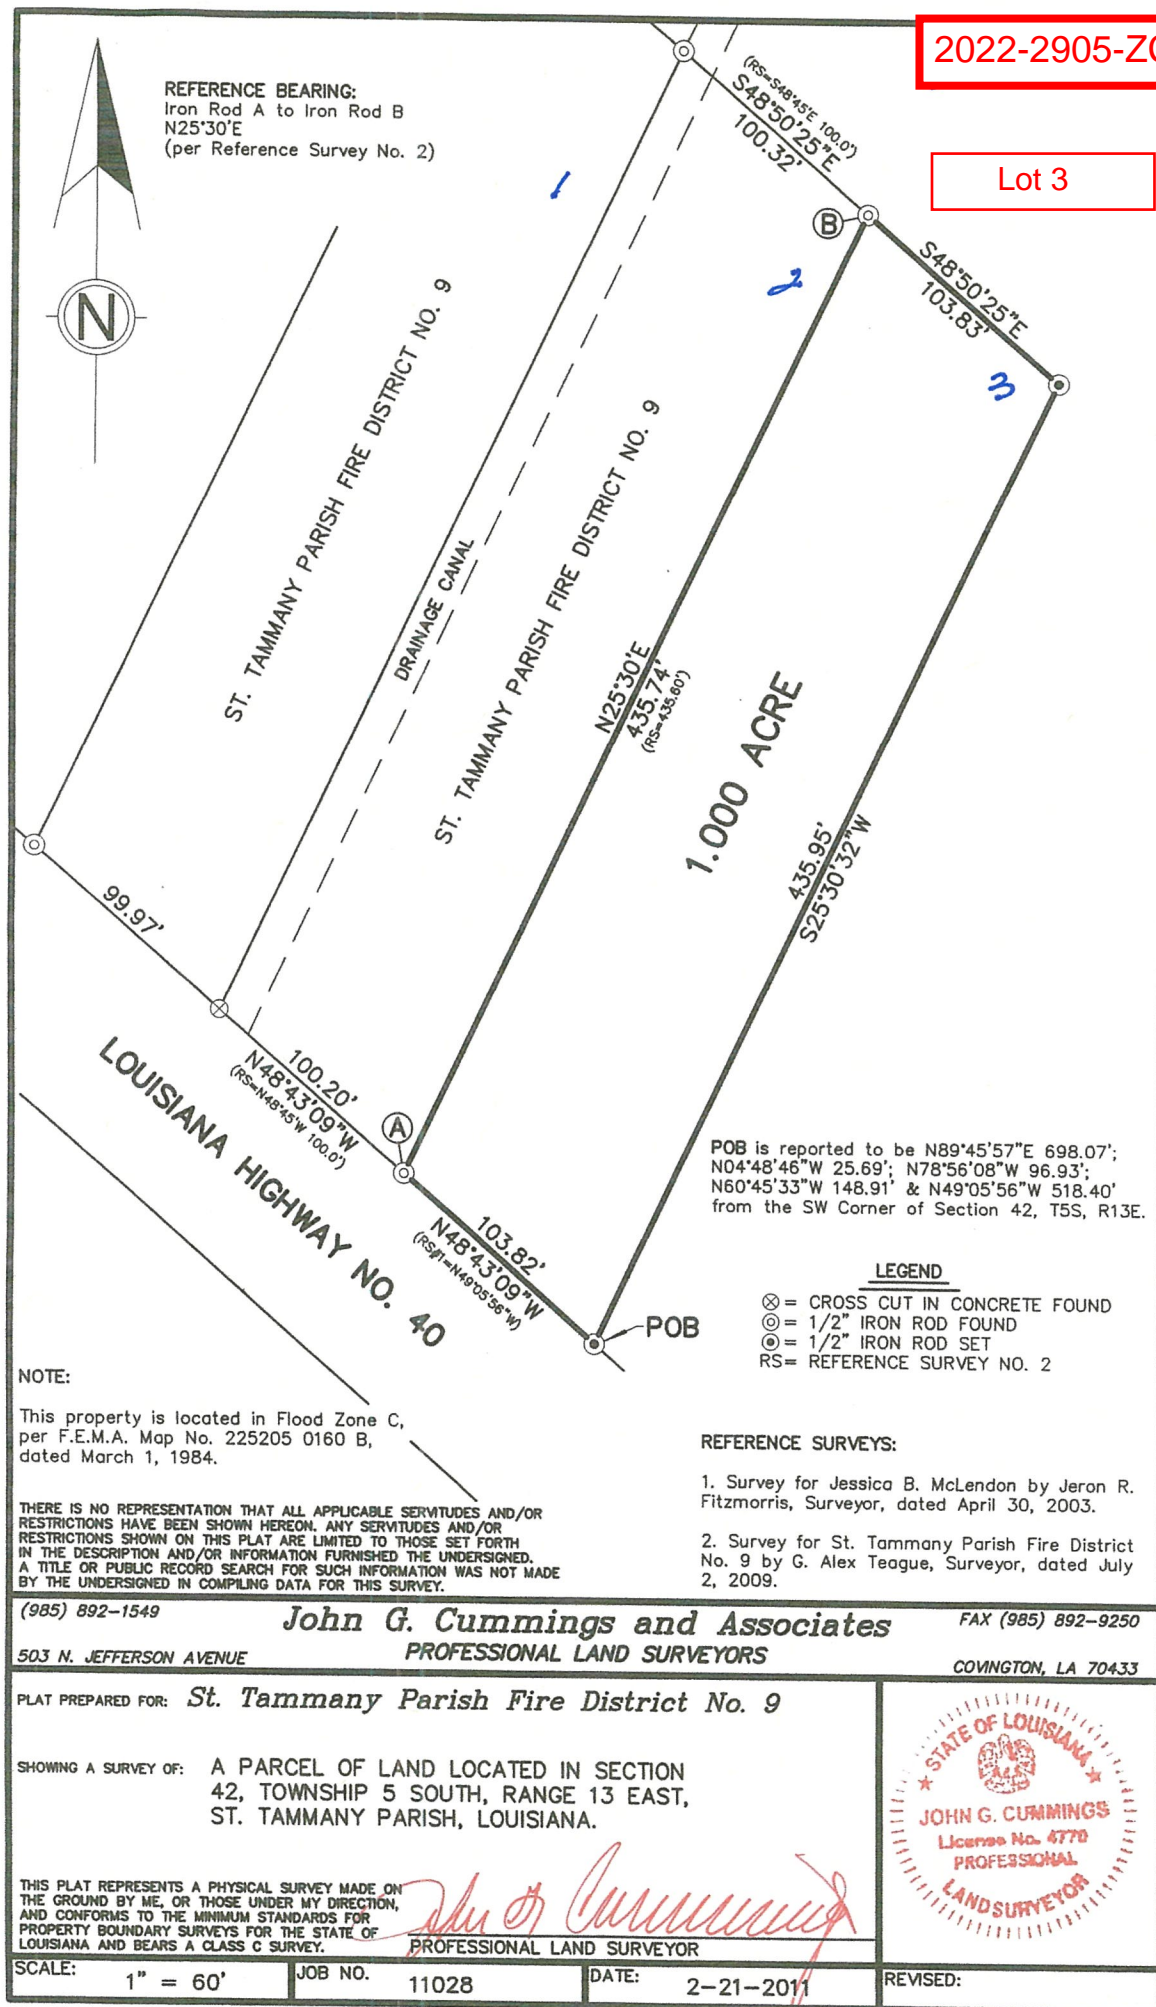 2022-2905-ZC
Lot 3
REFERENCE BEARING:
Iron Rod A to Iron Rod B
N25°30'E
(per Reference Survey No. 2)
N
(RS=S48°45'E 100.0')
S48°50'25"E
100.32'
B
S48°50'25"E
103.83'
1
2
3
ST. TAMMANY PARISH FIRE DISTRICT NO. 9
DRAINAGE CANAL
ST. TAMMANY PARISH FIRE DISTRICT NO. 9
N25°30'E
435.74'
(RS=435.60')
1.000 ACRE
435.95'
S25°30'32"W
99.97'
100.20'
N48°43'09"W
(RS=N48°45'W 100.0')
A
LOUISIANA HIGHWAY NO. 40
103.82'
N48°43'09"W
(RS#1=N49°05'56"W)
POB
POB is reported to be N89°45'57"E 698.07';
N04°48'46"W 25.69'; N78°56'08"W 96.93';
N60°45'33"W 148.91' & N49°05'56"W 518.40'
from the SW Corner of Section 42, T5S, R13E.
LEGEND
= CROSS CUT IN CONCRETE FOUND
= 1/2" IRON ROD FOUND
= 1/2" IRON ROD SET
RS= REFERENCE SURVEY NO. 2
NOTE:
This property is located in Flood Zone C,
per F.E.M.A. Map No. 225205 0160 B,
dated March 1, 1984.
REFERENCE SURVEYS:
1. Survey for Jessica B. McLendon by Jeron R.
Fitzmorris, Surveyor, dated April 30, 2003.
2. Survey for St. Tammany Parish Fire District
No. 9 by G. Alex Teague, Surveyor, dated July
2, 2009.
THERE IS NO REPRESENTATION THAT ALL APPLICABLE SERVITUDES AND/OR
RESTRICTIONS HAVE BEEN SHOWN HEREON. ANY SERVITUDES AND/OR
RESTRICTIONS SHOWN ON THIS PLAT ARE LIMITED TO THOSE SET FORTH
IN THE DESCRIPTION AND/OR INFORMATION FURNISHED THE UNDERSIGNED.
A TITLE OR PUBLIC RECORD SEARCH FOR SUCH INFORMATION WAS NOT MADE
BY THE UNDERSIGNED IN COMPILING DATA FOR THIS SURVEY.
(985) 892-1549
John G. Cummings and Associates
FAX (985) 892-9250
503 N. JEFFERSON AVENUE
PROFESSIONAL LAND SURVEYORS
COVINGTON, LA 70433
PLAT PREPARED FOR: St. Tammany Parish Fire District No. 9
SHOWING A SURVEY OF: A PARCEL OF LAND LOCATED IN SECTION
42, TOWNSHIP 5 SOUTH, RANGE 13 EAST,
ST. TAMMANY PARISH, LOUISIANA.
STATE OF LOUISIANA
JOHN G. CUMMINGS
License No. 4770
PROFESSIONAL
LAND SURVEYOR
THIS PLAT REPRESENTS A PHYSICAL SURVEY MADE ON
THE GROUND BY ME, OR THOSE UNDER MY DIRECTION,
AND CONFORMS TO THE MINIMUM STANDARDS FOR
PROPERTY BOUNDARY SURVEYS FOR THE STATE OF
LOUISIANA AND BEARS A CLASS C SURVEY.
John G Cummings
PROFESSIONAL LAND SURVEYOR
SCALE: 1" = 60'
JOB NO. 11028
DATE: 2-21-2011
REVISED: